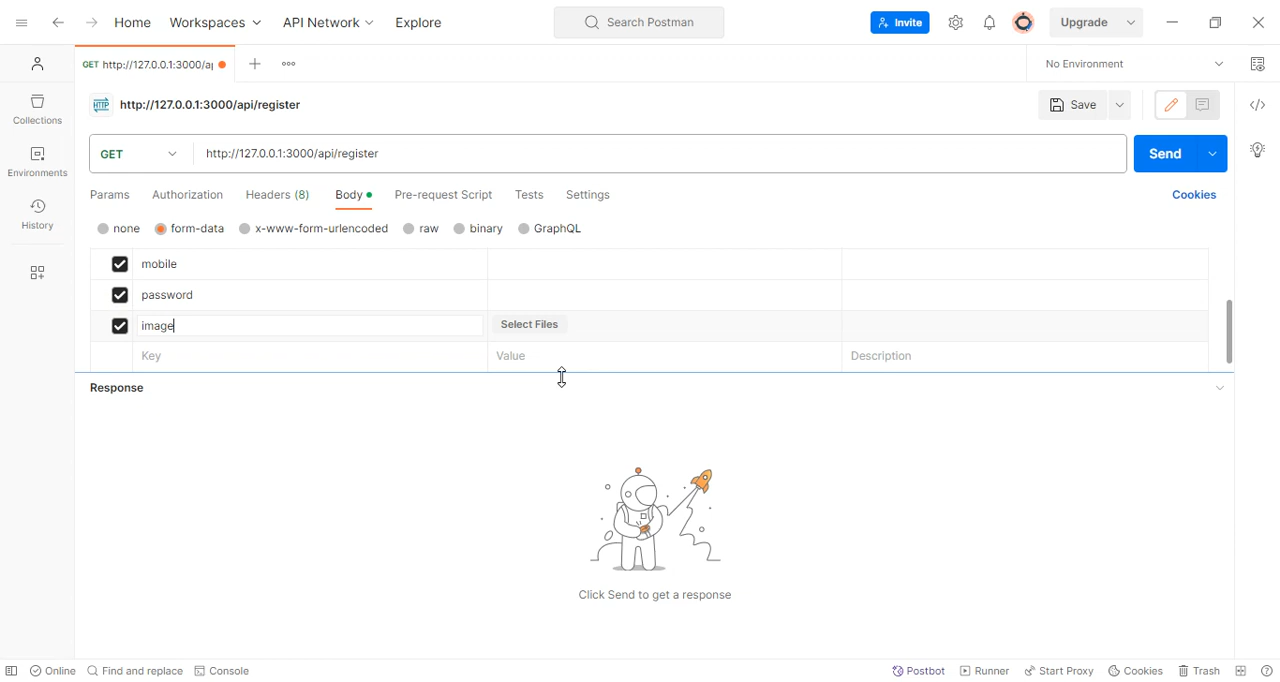 Home Workspaces API Network Explore Search Postman Invite Upgrade
GET http://127.0.0.1:3000/ap No Environment
HTTP http://127.0.0.1:3000/api/register Save
GET http://127.0.0.1:3000/api/register Send
Params Authorization Headers (8) Body Pre-request Script Tests Settings Cookies
none form-data x-www-form-urlencoded raw binary GraphQL
Collections
Environments
History
mobile
password
image Select Files
Key Value Description
Response
Click Send to get a response
Online Find and replace Console Postbot Runner Start Proxy Cookies Trash